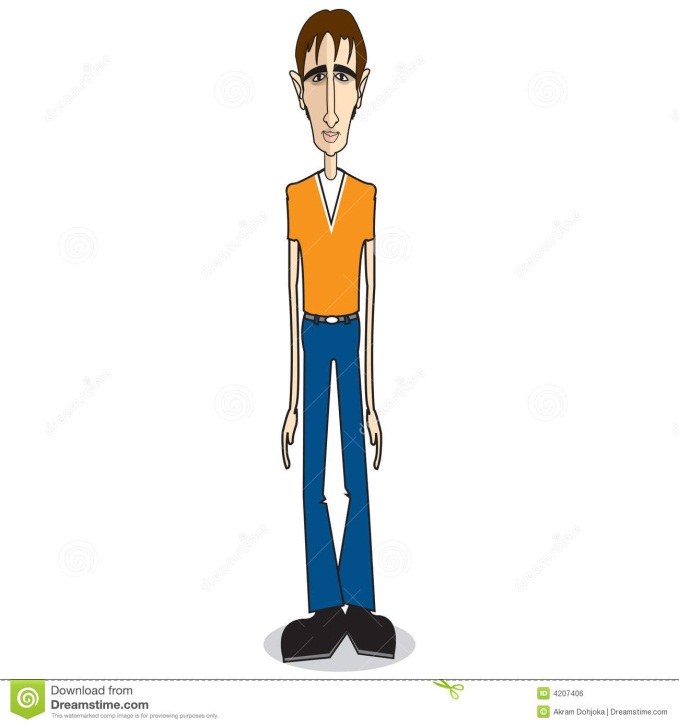 Download from
Dreamstime.com
This watermarked comp image is for previewing purposes only.
4207406
© Akram Dohjoka | Dreamstime.com